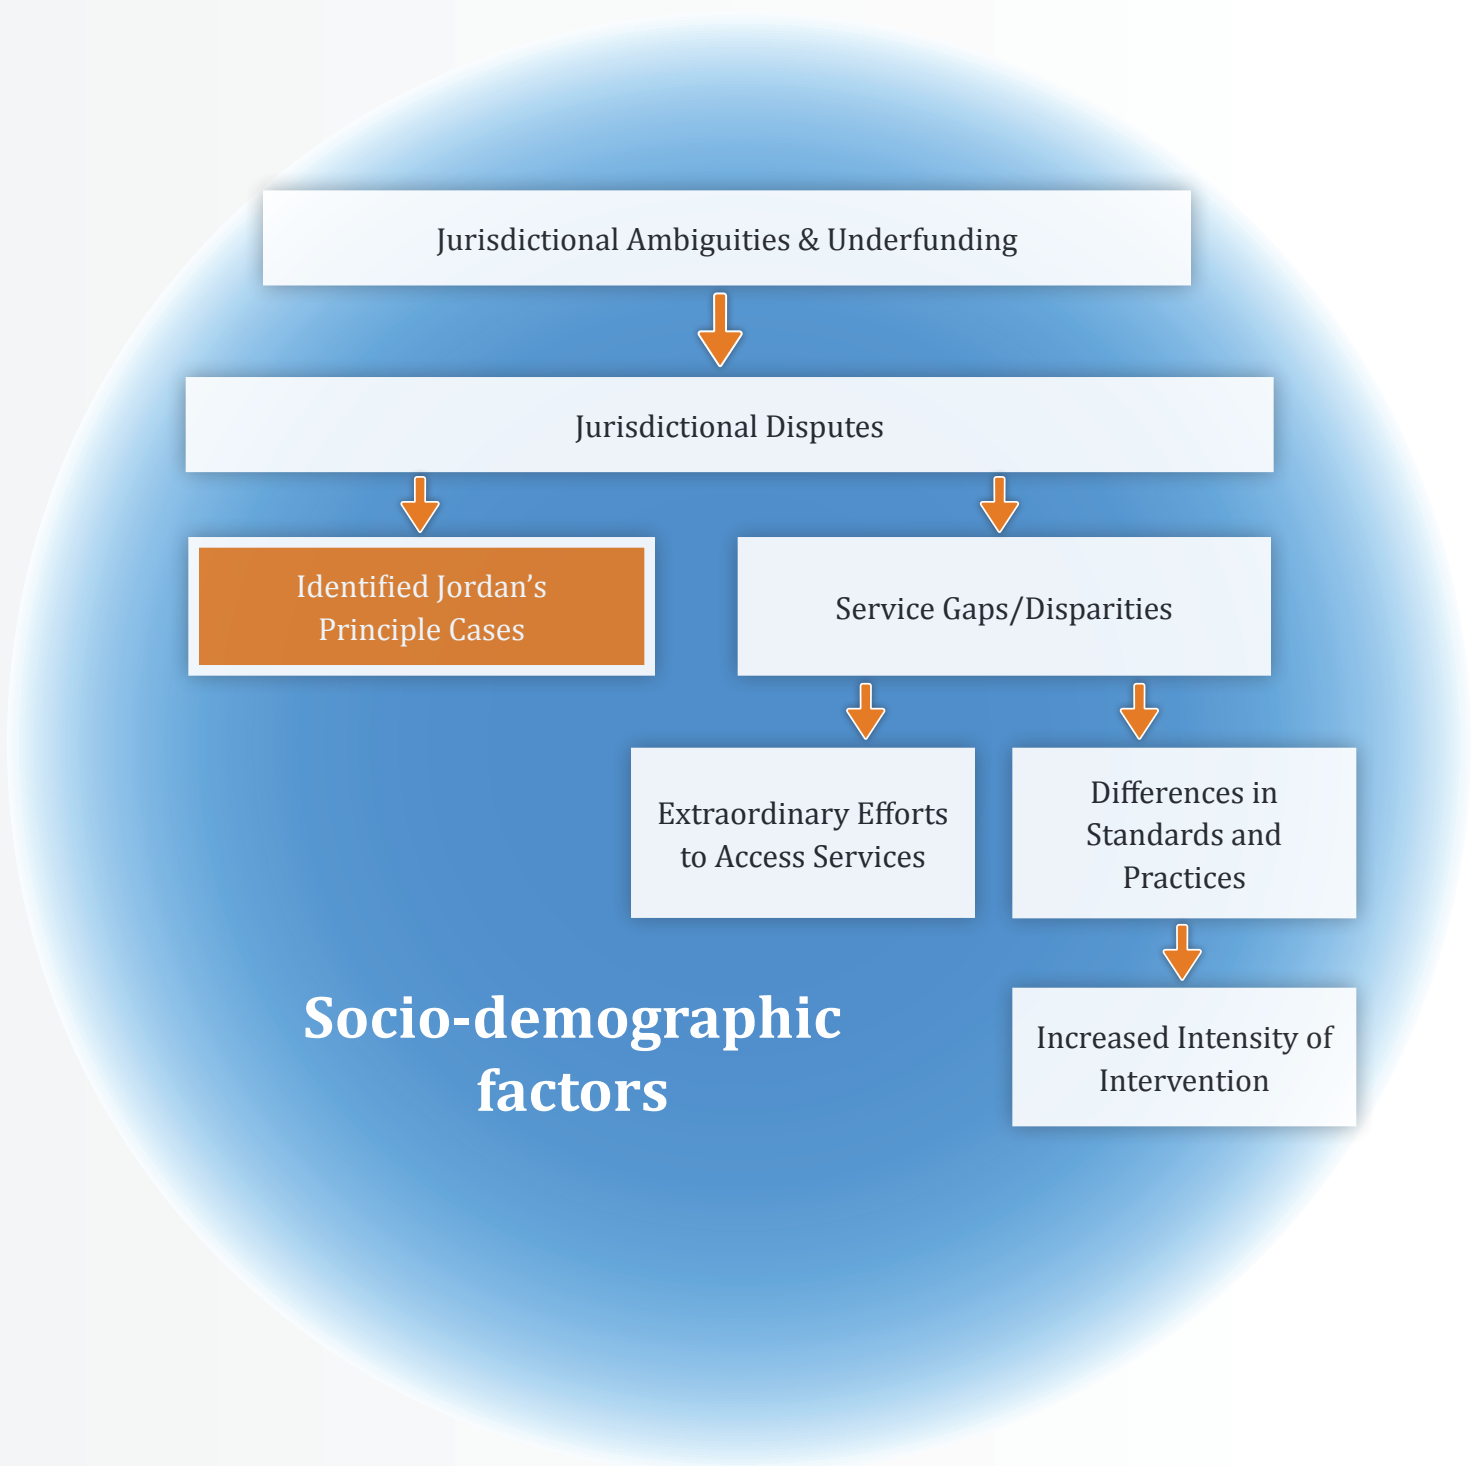 Jurisdictional Ambiguities & Underfunding
Jurisdictional Disputes
Identified Jordan’s
Principle Cases
Service Gaps/Disparities
Extraordinary Efforts
to Access Services
Differences in
Standards and
Practices
Increased Intensity of
Intervention
Socio-demographic
factors